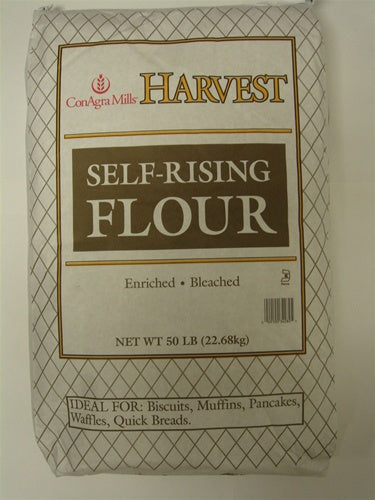 ConAgra Mills® HARVEST
SELF-RISING
FLOUR
Enriched • Bleached
NET WT 50 LB (22.68kg)
IDEAL FOR: Biscuits, Muffins, Pancakes,
Waffles, Quick Breads.